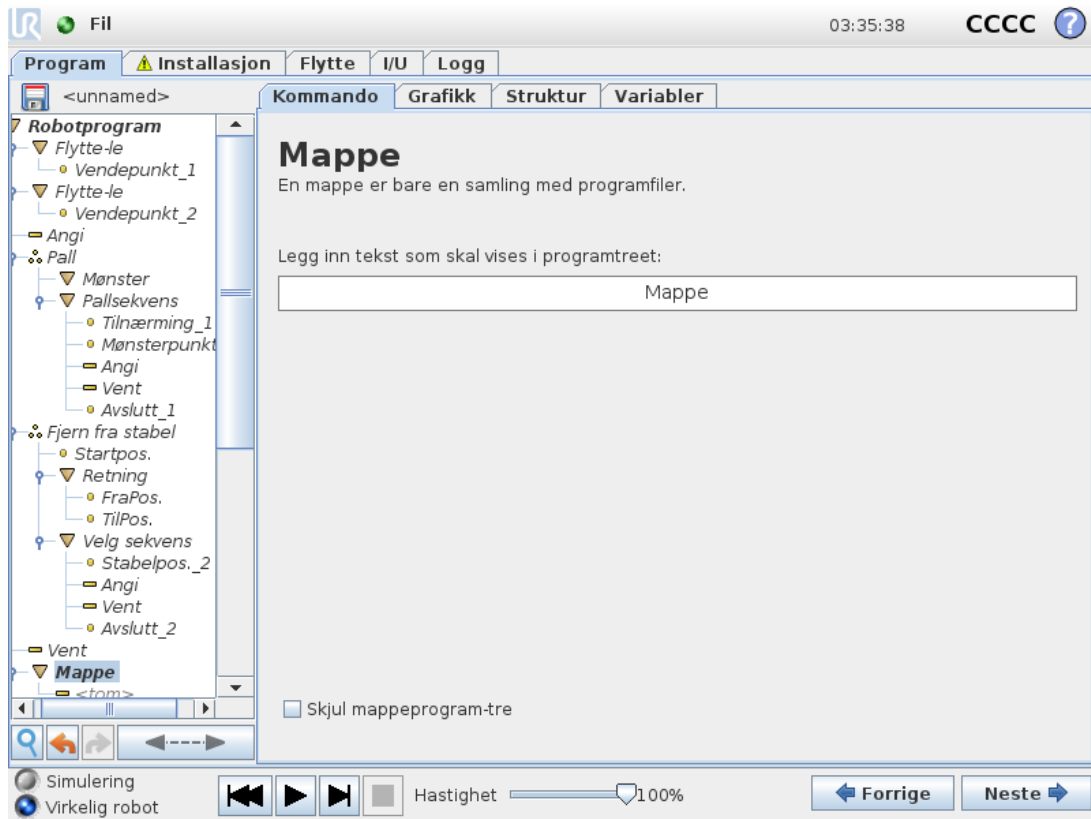 Fil
03:35:38
CCCC
?
Program
Installasjon
Flytte
I/U
Logg
<unnamed>
Kommando
Grafikk
Struktur
Variabler
Robotprogram
Flytte-le
Vendepunkt_1
Flytte-le
Vendepunkt_2
Angi
Pall
Mønster
Pallsekvens
Tilnærming_1
Mønsterpunkt
Angi
Vent
Avslutt_1
Fjern fra stabel
Startpos.
Retning
FraPos.
TilPos.
Velg sekvens
Stabelpos._2
Angi
Vent
Avslutt_2
Vent
Mappe
<tom>
Mappe
En mappe er bare en samling med programfiler.
Legg inn tekst som skal vises i programtreet:
Mappe
Skjul mappeprogram-tre
Simulering
Virkelig robot
Hastighet
100%
Forrige
Neste